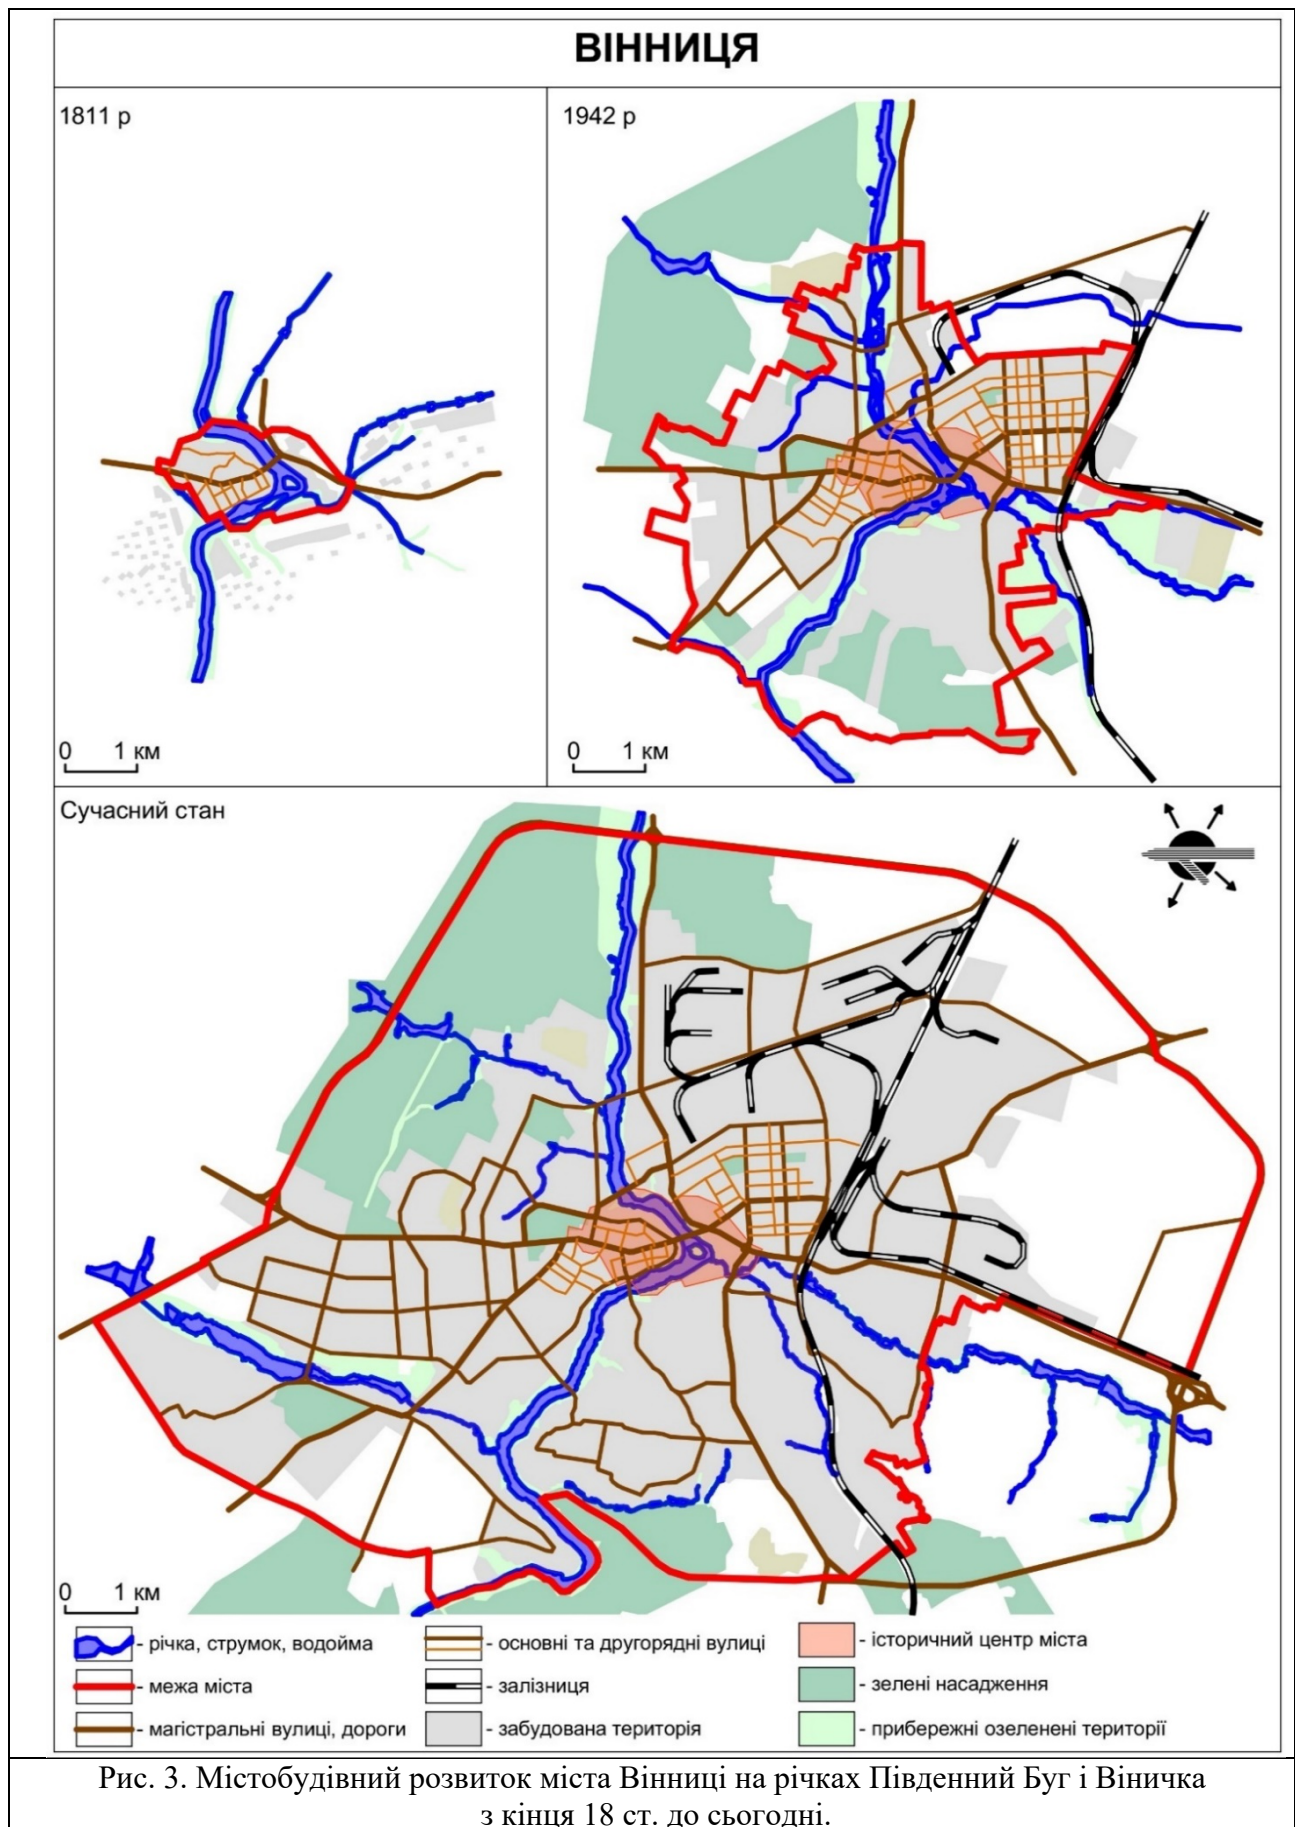 ВІННИЦЯ
1811 р
1942 р
0 1 км
0 1 км
Сучасний стан
0 1 км
- річка, струмок, водойма
- основні та другорядні вулиці
- історичний центр міста
- межа міста
- залізниця
- зелені насадження
- магістральні вулиці, дороги
- забудована територія
- прибережні озеленені території
Рис. 3. Містобудівний розвиток міста Вінниці на річках Південний Буг і Віничка
з кінця 18 ст. до сьогодні.